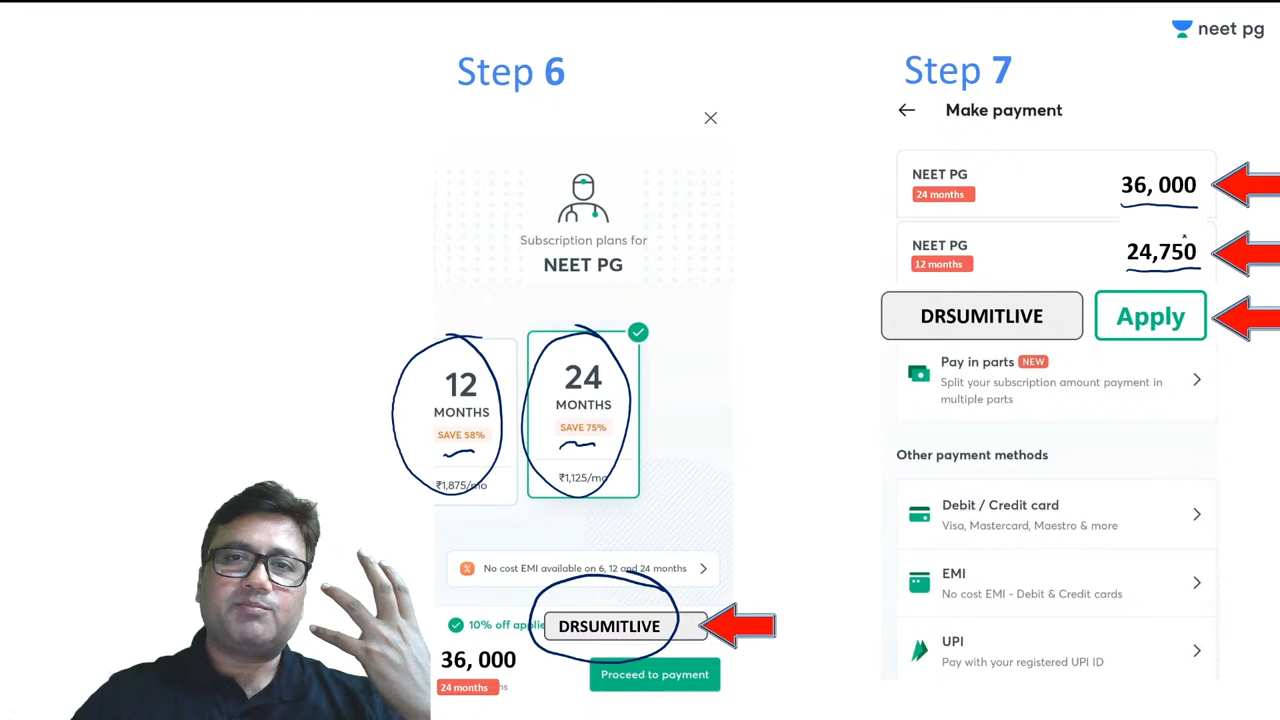 neet pg
Step 6
Subscription plans for
NEET PG
12
MONTHS
SAVE 58%
₹1,875/mo
24
MONTHS
SAVE 75%
₹1,125/mo
No cost EMI available on 6, 12 and 24 months
10% off applie
DRSUMITLIVE
36, 000
24 months
Proceed to payment
Step 7
Make payment
NEET PG
24 months
36, 000
NEET PG
12 months
24,750
DRSUMITLIVE
Apply
Pay in parts NEW
Split your subscription amount payment in
multiple parts
Other payment methods
Debit / Credit card
Visa, Mastercard, Maestro & more
EMI
No cost EMI - Debit & Credit cards
UPI
Pay with your registered UPI ID